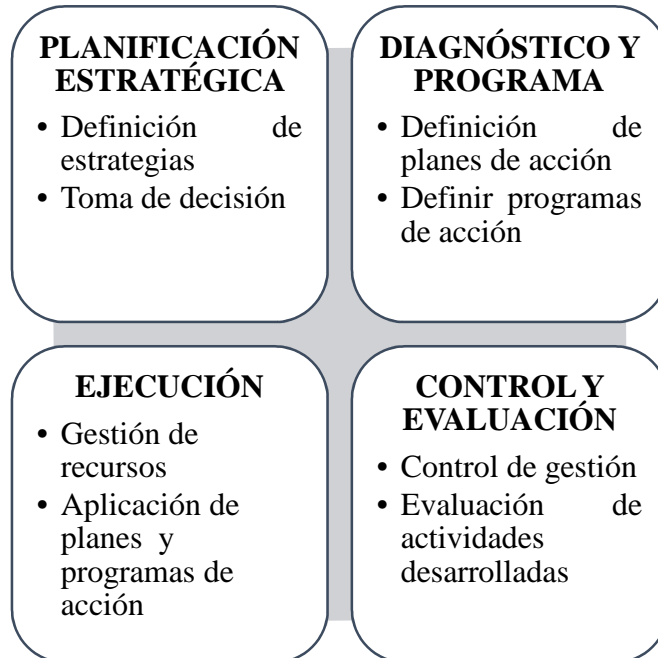 PLANIFICACIÓN
ESTRATÉGICA
• Definición de
estrategias
• Toma de decisión
DIAGNÓSTICO Y
PROGRAMA
• Definición de
planes de acción
• Definir programas
de acción
EJECUCIÓN
• Gestión de
recursos
• Aplicación de
planes y
programas de
acción
CONTROL Y
EVALUACIÓN
• Control de gestión
• Evaluación de
actividades
desarrolladas